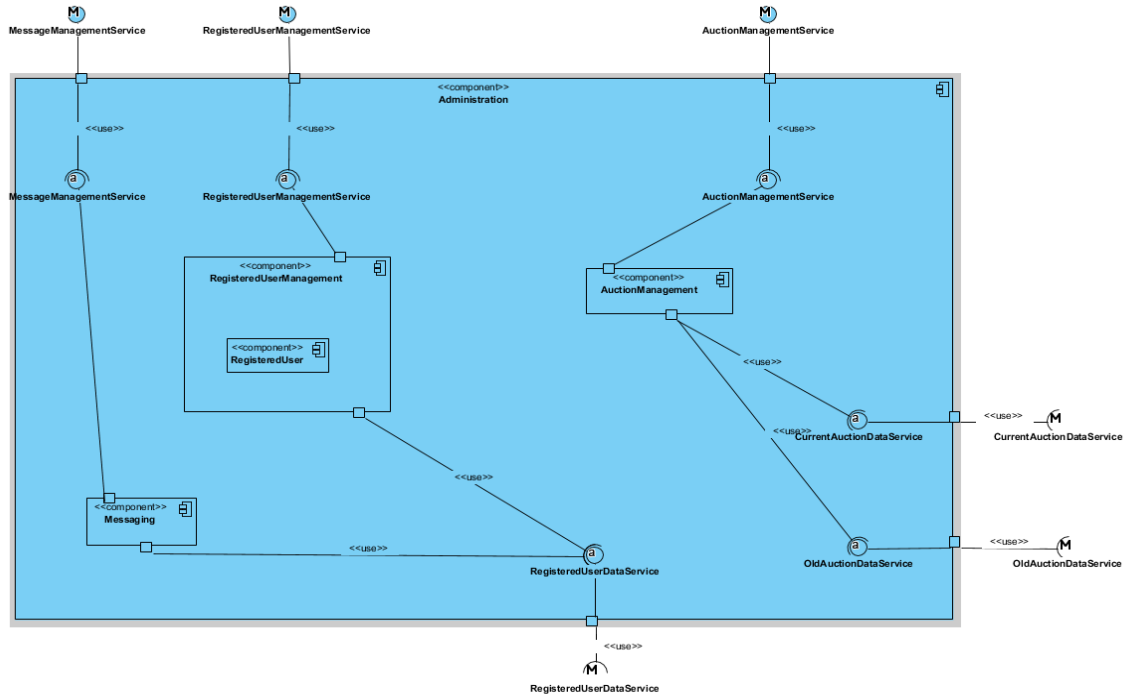 M
M
M
MessageManagementService
RegisteredUserManagementService
AuctionManagementService
<<component>>
Administration
<<use>>
<<use>>
<<use>>
a
a
a
MessageManagementService
RegisteredUserManagementService
AuctionManagementService
<<component>>
RegisteredUserManagement
<<component>>
AuctionManagement
<<component>>
RegisteredUser
<<use>>
<<use>>
a
CurrentAuctionDataService
<<use>>
M
CurrentAuctionDataService
<<use>>
<<component>>
Messaging
<<use>>
a
RegisteredUserDataService
a
OldAuctionDataService
<<use>>
M
OldAuctionDataService
<<use>>
M
RegisteredUserDataService